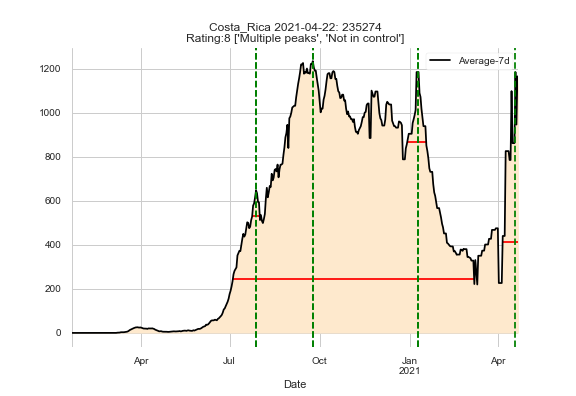 Costa_Rica 2021-04-22: 235274
Rating:8 ['Multiple peaks', 'Not in control']
Average-7d
1200
1000
800
600
400
200
0
Apr
Jul
Oct
Jan
2021
Apr
Date